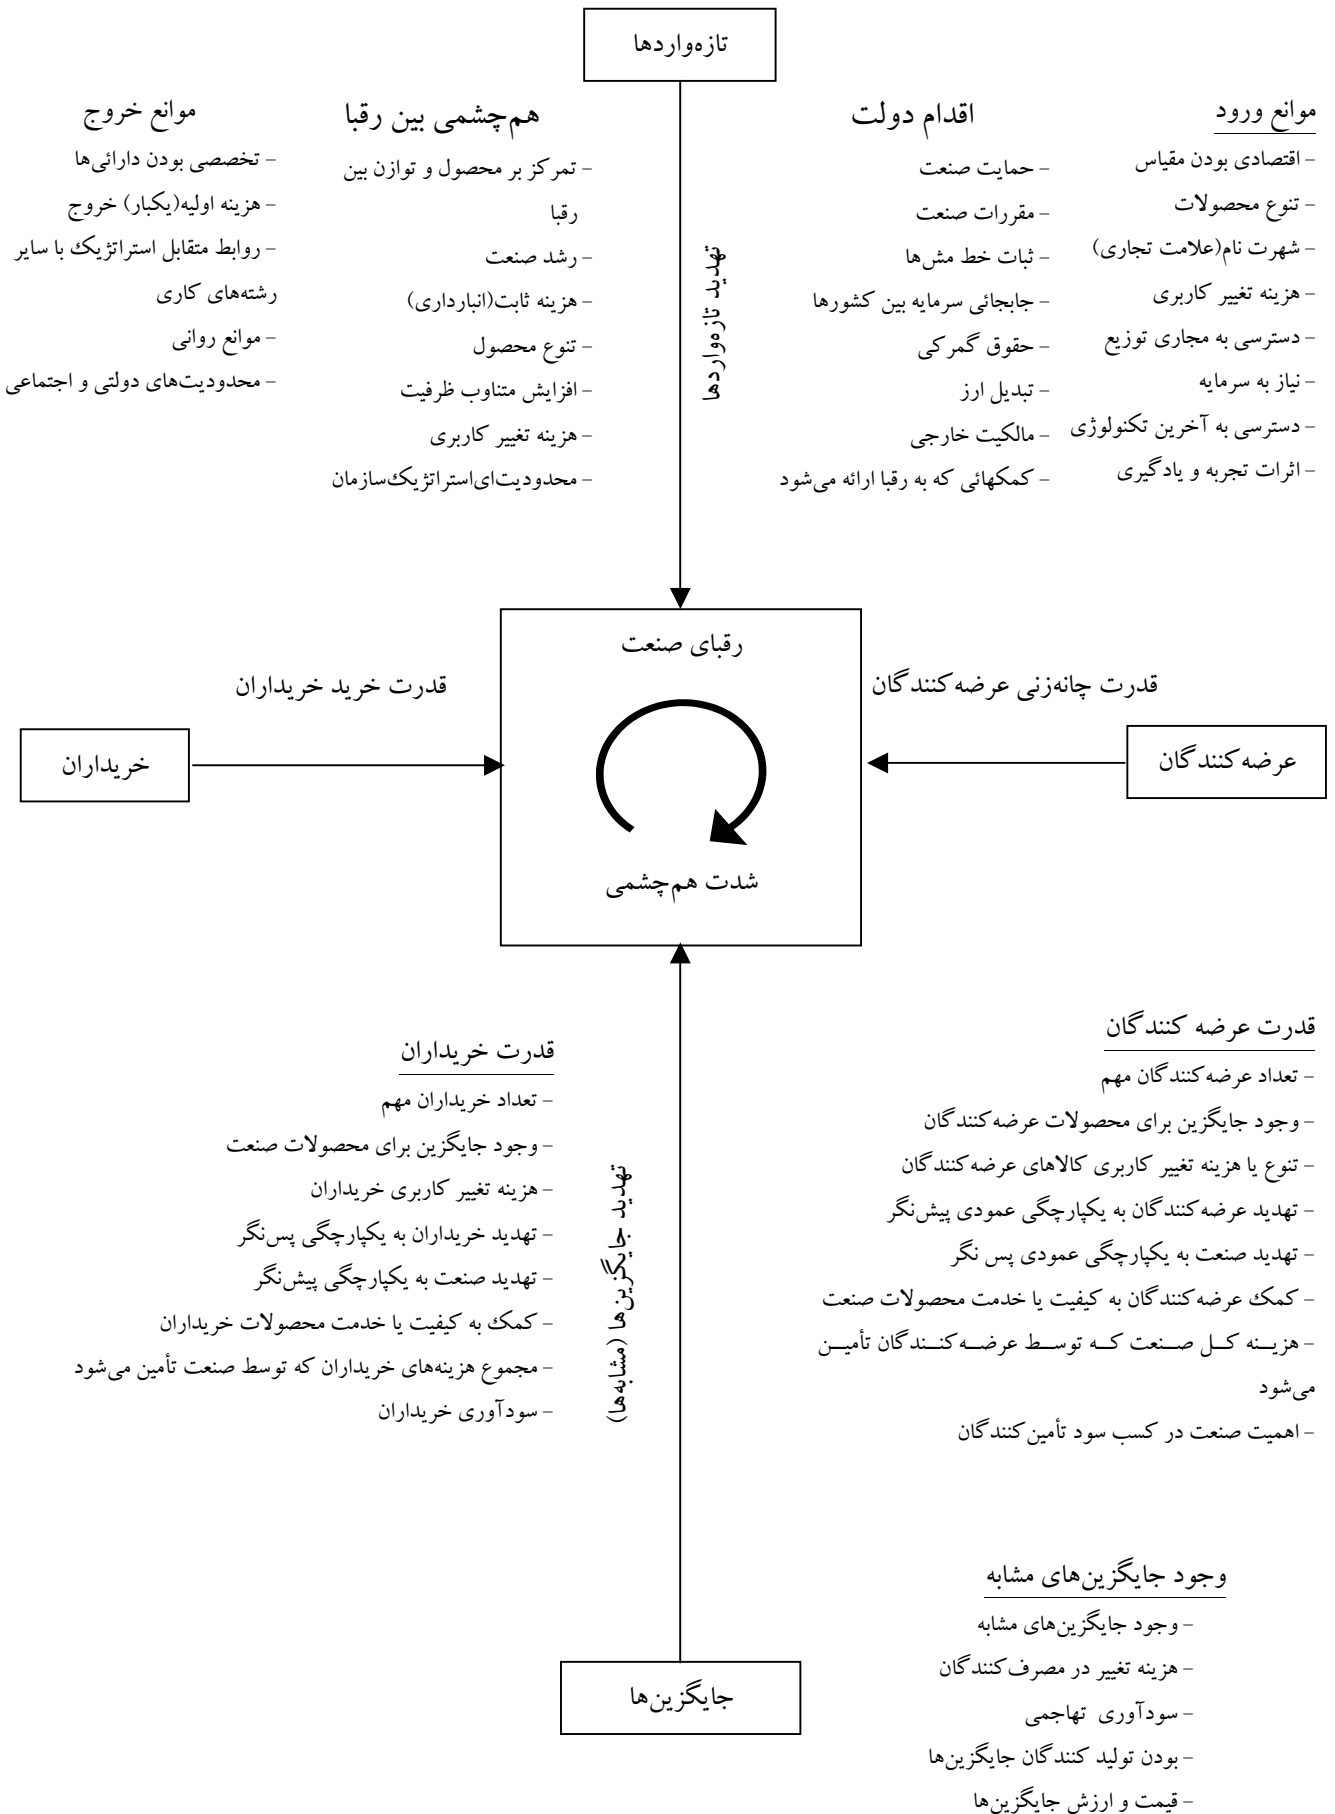 تازه‌واردها
موانع ورود
- اقتصادی بودن مقیاس
- تنوع محصولات
- شهرت نام(علامت تجاری)
- هزینه تغییر کاربری
- دسترسی به مجاری توزیع
- نیاز به سرمایه
- دسترسی به آخرین تکنولوژی
- اثرات تجربه و یادگیری
اقدام دولت
- حمایت صنعت
- مقررات صنعت
- ثبات خط مش‌ها
- جابجائی سرمایه بین کشورها
- حقوق گمرکی
- تبدیل ارز
- مالکیت خارجی
- کمکهائی که به رقبا ارائه می‌شود
تهدید تازه‌واردها
هم‌چشمی بین رقبا
- تمرکز بر محصول و توازن بین
رقبا
- رشد صنعت
- هزینه ثابت(انبارداری)
- تنوع محصول
- افزایش متناوب ظرفیت
- هزینه تغییر کاربری
- محدودیت‌ای‌استراتژیک‌سازمان
موانع خروج
- تخصصی بودن دارائی‌ها
- هزینه اولیه(یکبار) خروج
- روابط متقابل استراتژیک با سایر
رشته‌های کاری
- موانع روانی
- محدودیت‌های دولتی و اجتماعی
رقبای صنعت
شدت هم‌چشمی
قدرت چانه‌زنی عرضه‌کنندگان
عرضه‌کنندگان
قدرت خرید خریداران
خریداران
قدرت عرضه کنندگان
- تعداد عرضه‌کنندگان مهم
- وجود جایگزین برای محصولات عرضه‌کنندگان
- تنوع یا هزینه تغییر کاربری کالاهای عرضه‌کنندگان
- تهدید عرضه‌کنندگان به یکپارچگی عمودی پیش‌نگر
- تهدید صنعت به یکپارچگی عمودی پس نگر
- کمک عرضه‌کنندگان به کیفیت یا خدمت محصولات صنعت
- هزینه کل صنعت که توسط عرضه‌کنندگان تأمین
می‌شود
- اهمیت صنعت در کسب سود تأمین‌کنندگان
تهدید جایگزین‌ها (مشابه‌ها)
قدرت خریداران
- تعداد خریداران مهم
- وجود جایگزین برای محصولات صنعت
- هزینه تغییر کاربری خریداران
- تهدید خریداران به یکپارچگی پس‌نگر
- تهدید صنعت به یکپارچگی پیش‌نگر
- کمک به کیفیت یا خدمت محصولات خریداران
- مجموع هزینه‌های خریداران که توسط صنعت تأمین می‌شود
- سودآوری خریداران
وجود جایگزین‌های مشابه
- وجود جایگزین‌های مشابه
- هزینه تغییر در مصرف‌کنندگان
- سودآوری تهاجمی
- بودن تولید کنندگان جایگزین‌ها
- قیمت و ارزش جایگزین‌ها
جایگزین‌ها